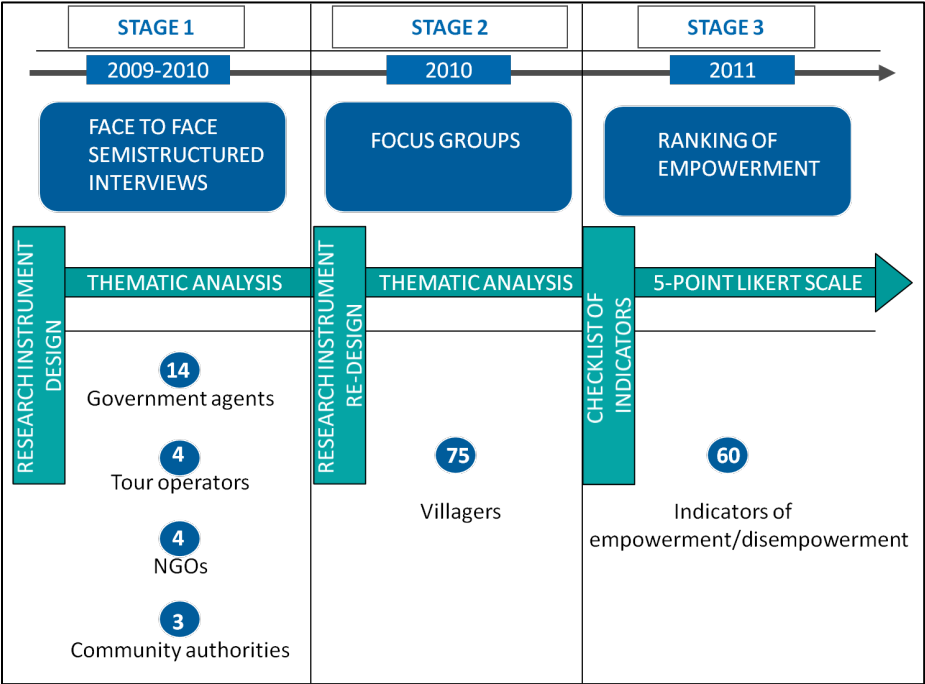 STAGE 1
STAGE 2
STAGE 3
2009-2010
2010
2011
FACE TO FACE
SEMISTRUCTURED
INTERVIEWS
FOCUS GROUPS
RANKING OF
EMPOWERMENT
RESEARCH INSTRUMENT
DESIGN
THEMATIC ANALYSIS
RESEARCH INSTRUMENT
RE-DESIGN
THEMATIC ANALYSIS
CHECKLIST OF
INDICATORS
5-POINT LIKERT SCALE
14
Government agents
4
Tour operators
4
NGOs
3
Community authorities
75
Villagers
60
Indicators of
empowerment/disempowerment